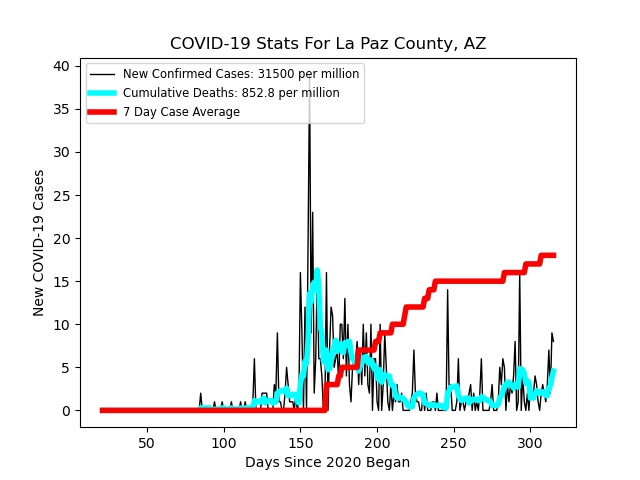 COVID-19 Stats For La Paz County, AZ
New Confirmed Cases: 31500 per million
Cumulative Deaths: 852.8 per million
7 Day Case Average
40
35
30
25
20
15
10
5
0
New COVID-19 Cases
50 100 150 200 250 300
Days Since 2020 Began